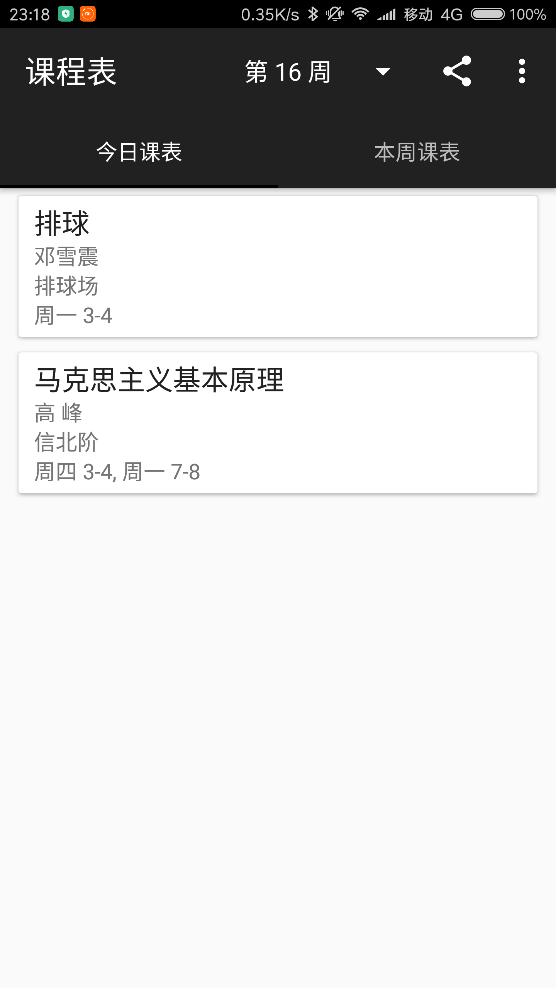 23:18 0.35K/s 移动 4G 100%
课程表 第 16 周
今日课表 本周课表
排球
邓雪震
排球场
周一 3-4
马克思主义基本原理
高 峰
信北阶
周四 3-4, 周一 7-8